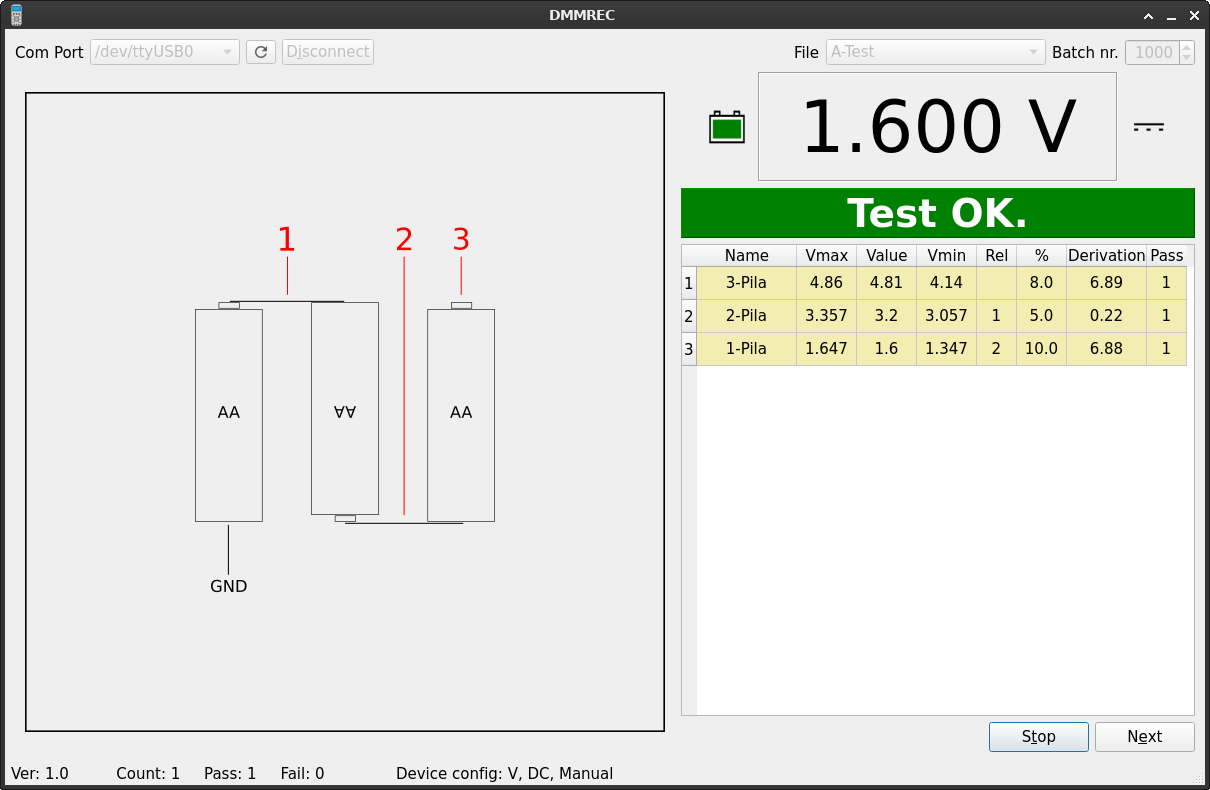 DMMREC
Com Port /dev/ttyUSB0 Disconnect File A-Test Batch nr. 1000
1.600 V
Test OK.
1 2 3
AA ∀∀ AA
GND
Name Vmax Value Vmin Rel % Derivation Pass
1 3-Pila 4.86 4.81 4.14 8.0 6.89 1
2 2-Pila 3.357 3.2 3.057 1 5.0 0.22 1
3 1-Pila 1.647 1.6 1.347 2 10.0 6.88 1
Stop Next
Ver: 1.0 Count: 1 Pass: 1 Fail: 0 Device config: V, DC, Manual